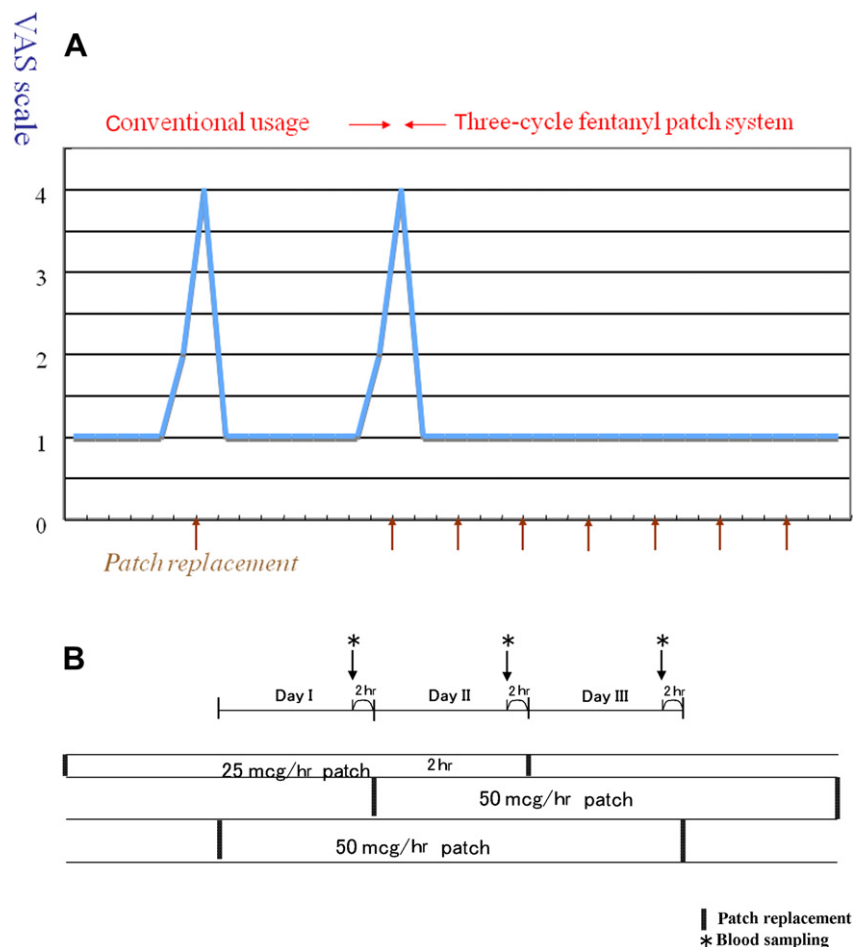 VAS scale
A
Conventional usage
Three-cycle fentanyl patch system
4
3
2
1
0
Patch replacement
B
* * *
Day I 2 hr Day II 2 hr Day III 2 hr
25 mcg/hr patch 2 hr
50 mcg/hr patch
50 mcg/hr patch
Patch replacement
* Blood sampling